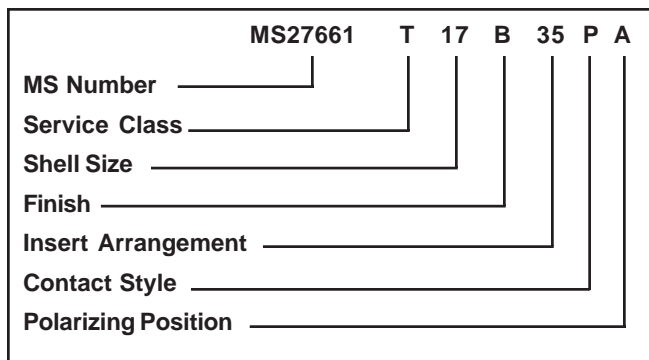 MS27661 T 17 B 35 P A
MS Number
Service Class
Shell Size
Finish
Insert Arrangement
Contact Style
Polarizing Position